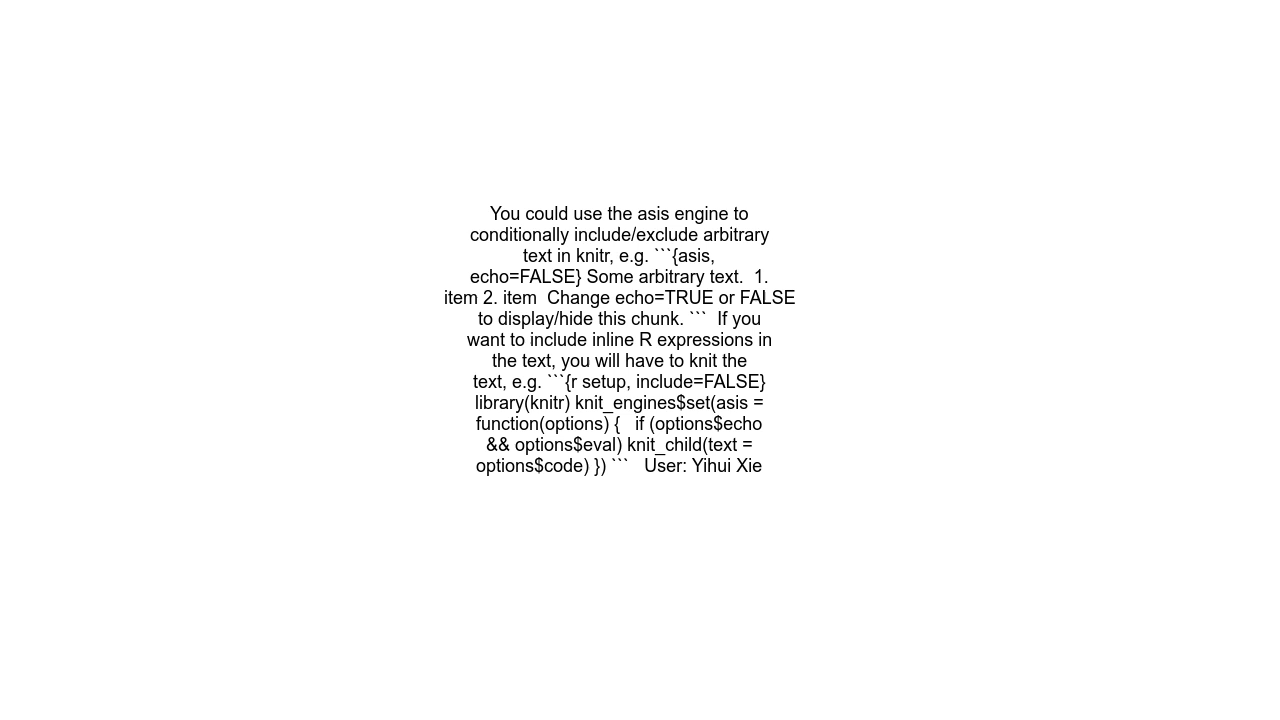 You could use the asis engine to
conditionally include/exclude arbitrary
text in knitr, e.g. ```{asis,
echo=FALSE} Some arbitrary text.  1.
item 2. item  Change echo=TRUE or FALSE
to display/hide this chunk. ```  If you
want to include inline R expressions in
the text, you will have to knit the
text, e.g. ```{r setup, include=FALSE}
library(knitr) knit_engines$set(asis =
function(options) {   if (options$echo
&& options$eval) knit_child(text =
options$code) }) ```   User: Yihui Xie